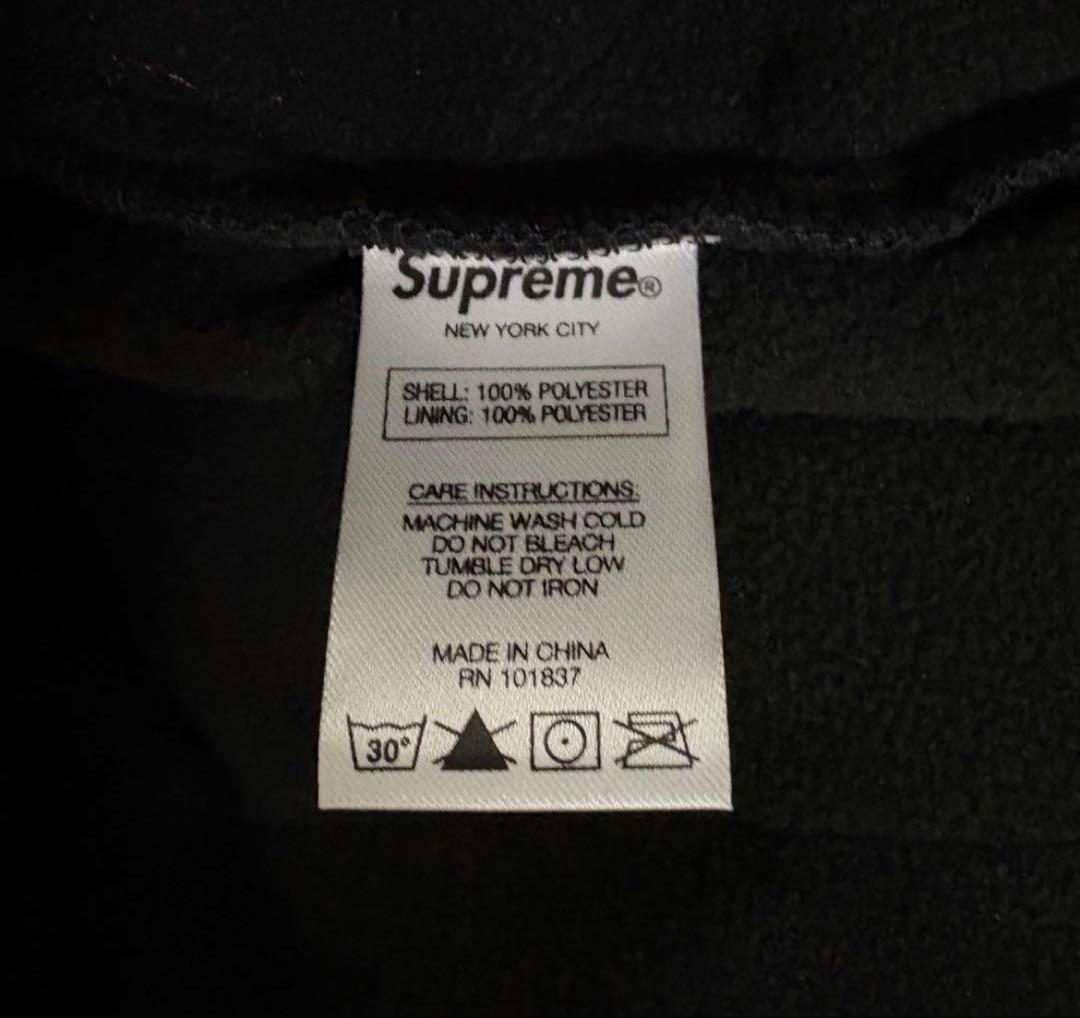 Supreme®
NEW YORK CITY
SHELL: 100% POLYESTER
LINING: 100% POLYESTER
CARE INSTRUCTIONS:
MACHINE WASH COLD
DO NOT BLEACH
TUMBLE DRY LOW
DO NOT IRON
MADE IN CHINA
RN 101837
30°